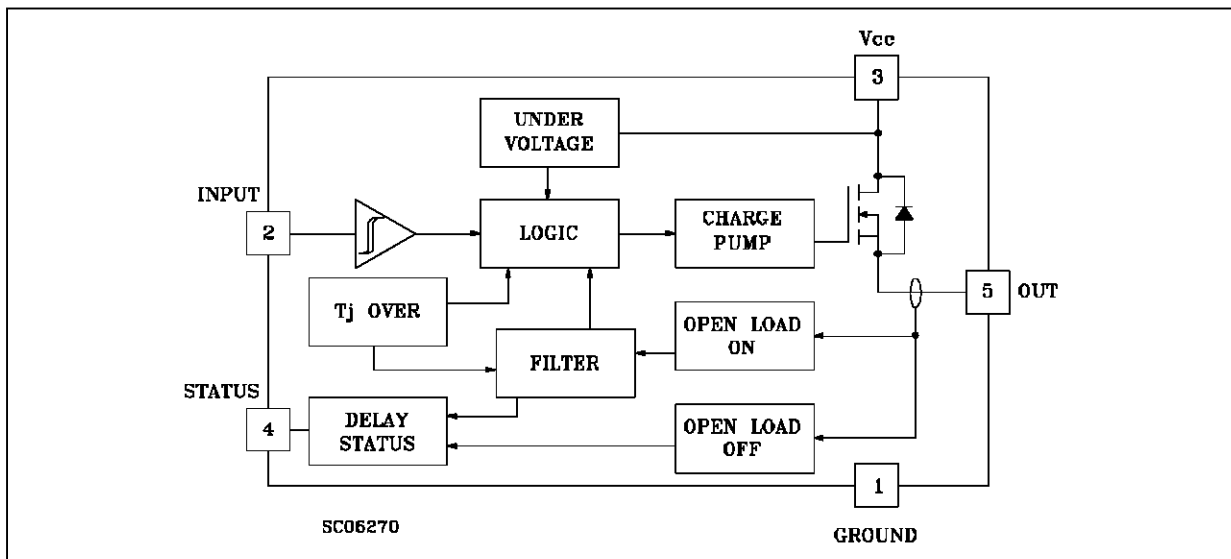 Vcc
3
UNDER
VOLTAGE
INPUT
2
LOGIC
CHARGE
PUMP
Tj OVER
OPEN LOAD
ON
5
OUT
FILTER
STATUS
4
DELAY
STATUS
OPEN LOAD
OFF
1
SC06270
GROUND